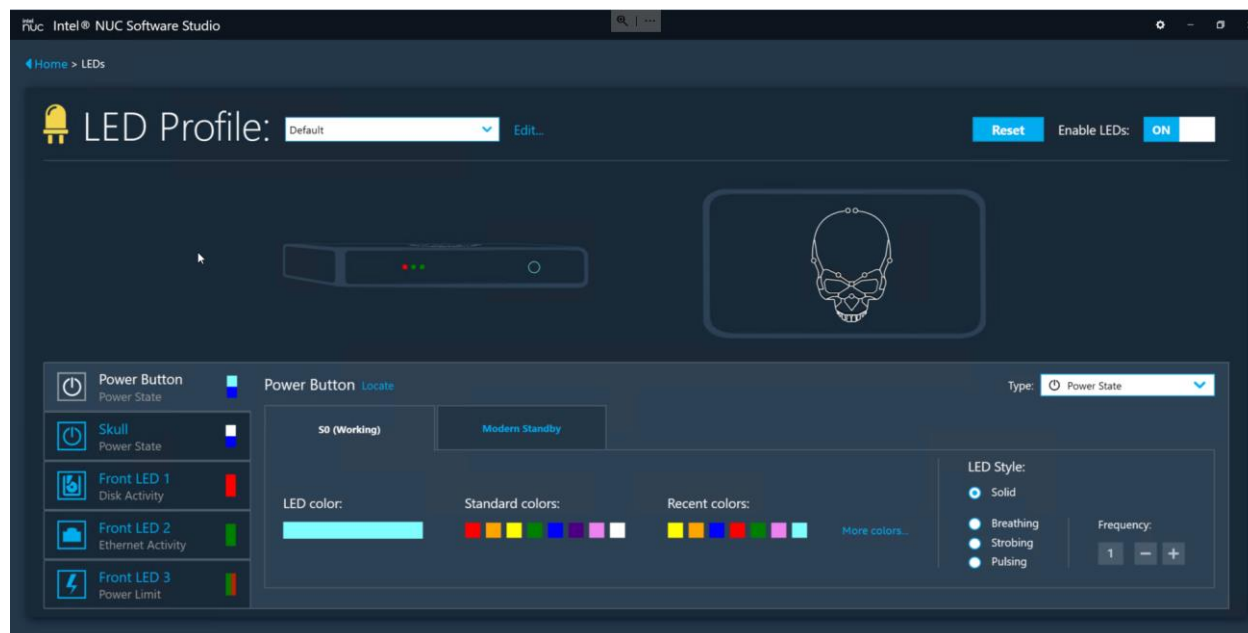 intel nuc Intel® NUC Software Studio
Home > LEDs
LED Profile: Default Edit... Reset Enable LEDs: ON
Power Button
Power State
Skull
Power State
Front LED 1
Disk Activity
Front LED 2
Ethernet Activity
Front LED 3
Power Limit
Power Button Locate Type: Power State
S0 (Working) Modern Standby
LED color: Standard colors: Recent colors:
More colors...
LED Style:
Solid
Breathing
Strobing
Pulsing
Frequency:
1 − +